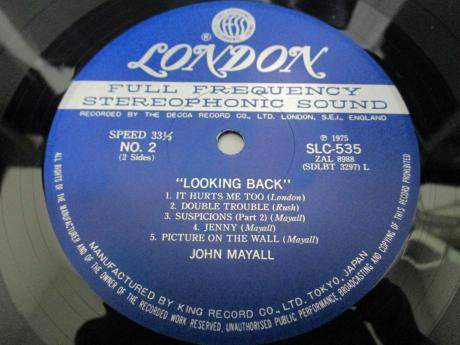 ffss
®
LONDON
FULL FREQUENCY
STEREOPHONIC SOUND
RECORDED BY THE DECCA RECORD CO., LTD. LONDON, S.E.I., ENGLAND
SPEED 33⅓
NO. 2
(2 Sides)
℗ 1975
SLC-535
ZAL 8988
(SDLBT 3297) L
"LOOKING BACK"
1. IT HURTS ME TOO (London)
2. DOUBLE TROUBLE (Rush)
3. SUSPICIONS (Part 2) (Mayall)
4. JENNY (Mayall)
5. PICTURE ON THE WALL (Mayall)
JOHN MAYALL
MANUFACTURED BY KING RECORD CO., LTD. TOKYO, JAPAN
ALL RIGHTS OF THE MANUFACTURER AND OF THE OWNER OF THE RECORDED WORK RESERVED, UNAUTHORISED PUBLIC PERFORMANCE, BROADCASTING AND COPYING OF THIS RECORD PROHIBITED